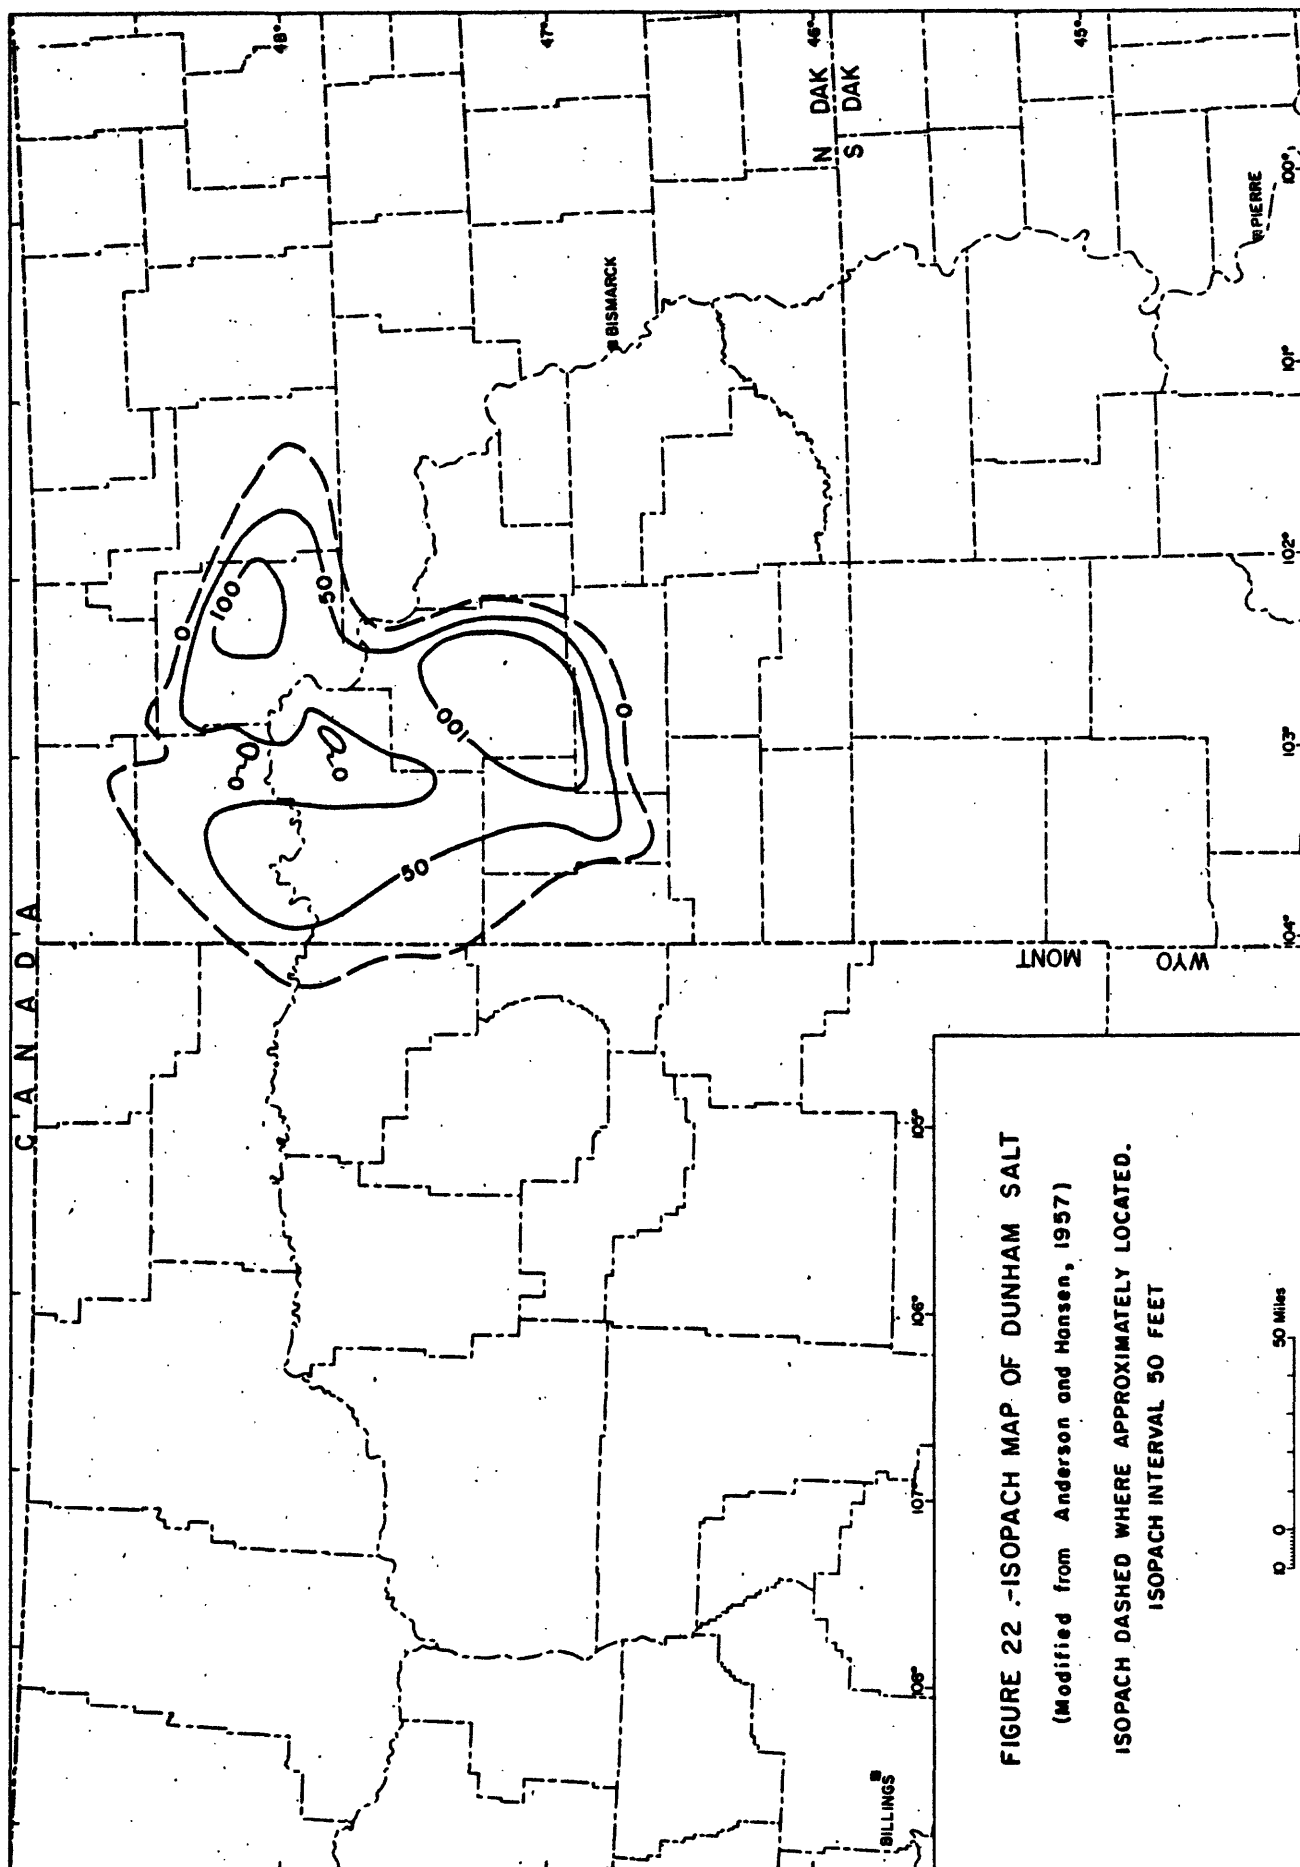 CANADA
48°
47°
46°
45°
N DAK
S DAK
BISMARCK
PIERRE
100°
101°
102°
103°
104°
0
100
50
0
0
100
0
50
MONT
WYO
105°
106°
107°
108°
BILLINGS
FIGURE 22.-ISOPACH MAP OF DUNHAM SALT
(Modified from Anderson and Hansen, 1957)
ISOPACH DASHED WHERE APPROXIMATELY LOCATED.
ISOPACH INTERVAL 50 FEET
10 0 50 Miles